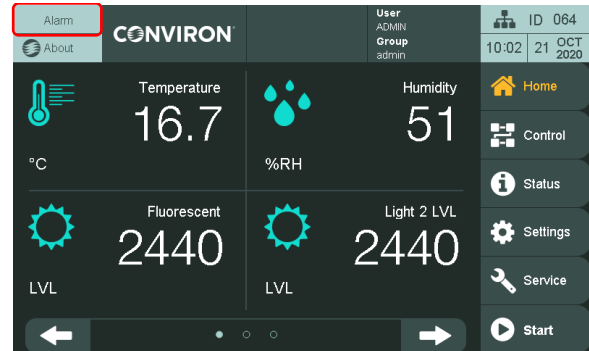 Alarm
About
CONVIRON
User
ADMIN
Group
admin
ID 064
10:02 21 OCT 2020
Temperature
16.7
°C
Humidity
51
%RH
Fluorescent
2440
LVL
Light 2 LVL
2440
LVL
Home
Control
Status
Settings
Service
Start